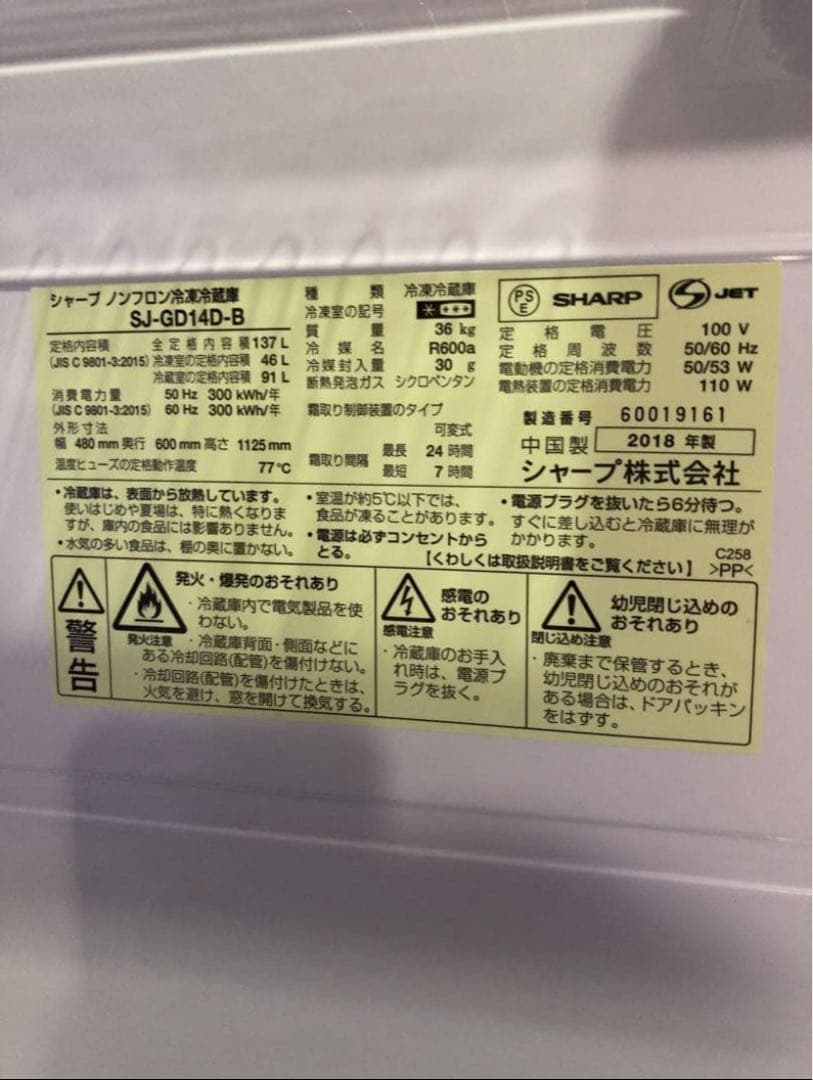 シャープ ノンフロン冷凍冷蔵庫
SJ-GD14D-B
定格内容積 全定格内容積 137 L
(JIS C 9801-3:2015) 冷凍室の定格内容積 46 L
冷蔵室の定格内容積 91 L
消費電力量 50 Hz 300 kWh/年
(JIS C 9801-3:2015) 60 Hz 300 kWh/年
外形寸法
幅 480 mm 奥行 600 mm 高さ 1125 mm
温度ヒューズの定格動作温度 77℃
種類 冷凍冷蔵庫
冷凍室の記号
質量 36 kg
冷媒名 R600a
冷媒封入量 30 g
断熱発泡ガス シクロペンタン
霜取り制御装置のタイプ
可変式
霜取り間隔 最長 24 時間
最短 7 時間
PS
E
SHARP
JET
定格電圧 100 V
定格周波数 50/60 Hz
電動機の定格消費電力 50/53 W
電熱装置の定格消費電力 110 W
製造番号 60019161
中国製 2018 年製
シャープ株式会社
・冷蔵庫は、表面から放熱しています。
使いはじめや夏場は、特に熱くなりま
すが、庫内の食品には影響ありません。
・水気の多い食品は、棚の奥に置かない。
・室温が約5℃以下では、
食品が凍ることがあります。
・電源は必ずコンセントから
とる。
・電源プラグを抜いたら6分待つ。
すぐに差し込むと冷蔵庫に無理が
かかります。
【くわしくは取扱説明書をご覧ください】
C258
>PP<
警告
発火・爆発のおそれあり
発火注意
・冷蔵庫内で電気製品を使
わない。
・冷蔵庫背面・側面などに
ある冷却回路(配管)を傷付けない。
・冷却回路(配管)を傷付けたときは、
火気を避け、窓を開けて換気する。
感電の
おそれあり
感電注意
・冷蔵庫のお手入
れ時は、電源プ
ラグを抜く。
幼児閉じ込めの
おそれあり
閉じ込め注意
・廃棄まで保管するとき、
幼児閉じ込めのおそれが
ある場合は、ドアパッキン
をはずす。